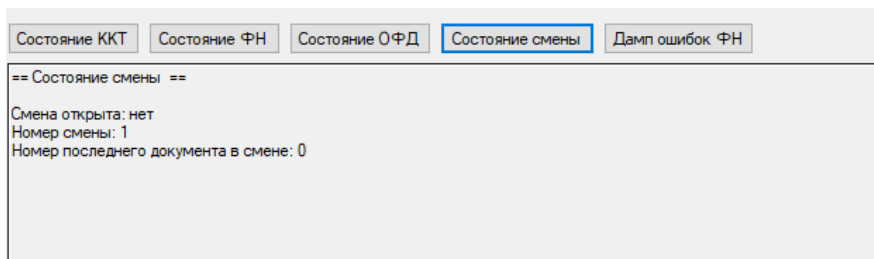 Состояние ККТ Состояние ФН Состояние ОФД Состояние смены Дамп ошибок ФН
== Состояние смены ==
Смена открыта: нет
Номер смены: 1
Номер последнего документа в смене: 0